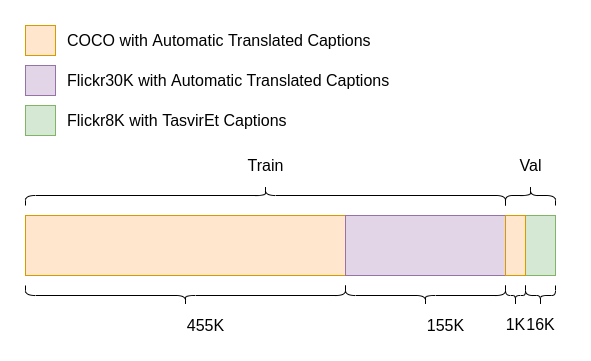 COCO with Automatic Translated Captions
Flickr30K with Automatic Translated Captions
Flickr8K with TasvirEt Captions
Train Val
455K 155K 1K 16K